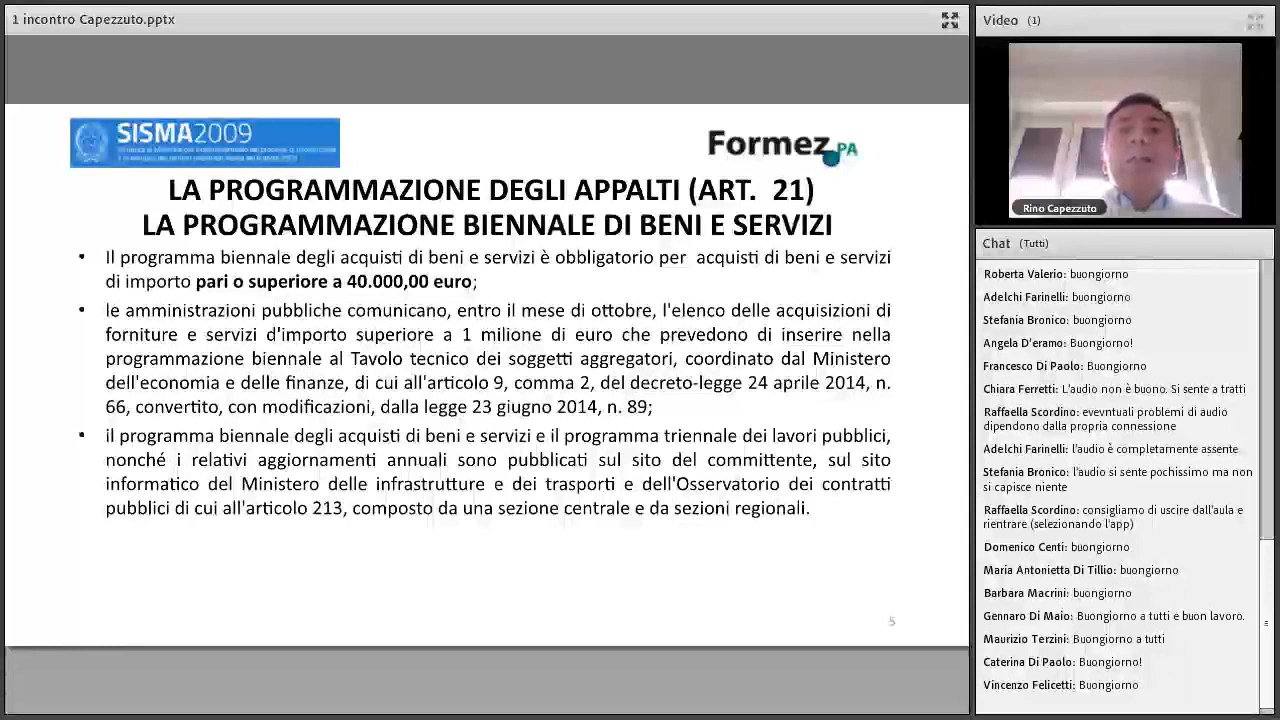 1 incontro Capezzuto.pptx
SISMA2009
Formez PA
LA PROGRAMMAZIONE DEGLI APPALTI (ART. 21)
LA PROGRAMMAZIONE BIENNALE DI BENI E SERVIZI
• Il programma biennale degli acquisti di beni e servizi è obbligatorio per acquisti di beni e servizi
di importo pari o superiore a 40.000,00 euro;
• le amministrazioni pubbliche comunicano, entro il mese di ottobre, l'elenco delle acquisizioni di
forniture e servizi d'importo superiore a 1 milione di euro che prevedono di inserire nella
programmazione biennale al Tavolo tecnico dei soggetti aggregatori, coordinato dal Ministero
dell'economia e delle finanze, di cui all'articolo 9, comma 2, del decreto-legge 24 aprile 2014, n.
66, convertito, con modificazioni, dalla legge 23 giugno 2014, n. 89;
• il programma biennale degli acquisti di beni e servizi e il programma triennale dei lavori pubblici,
nonché i relativi aggiornamenti annuali sono pubblicati sul sito del committente, sul sito
informatico del Ministero delle infrastrutture e dei trasporti e dell'Osservatorio dei contratti
pubblici di cui all'articolo 213, composto da una sezione centrale e da sezioni regionali.
5
Video (1)
Rino Capezzuto
Chat (Tutti)
Roberta Valerio: buongiorno
Adelchi Farinelli: buongiorno
Stefania Bronico: buongiorno
Angela D'eramo: Buongiorno!
Francesco Di Paolo: Buongiorno
Chiara Ferretti: L'audio non è buono. Si sente a tratti
Raffaella Scordino: evevntuali problemi di audio
dipendono dalla propria connessione
Adelchi Farinelli: l'audio è completamente assente
Stefania Bronico: l'audio si sente pochissimo ma non
si capisce niente
Raffaella Scordino: consigliamo di uscire dall'aula e
rientrare (selezionando l'app)
Domenico Centi: buongiorno
Maria Antonietta Di Tillio: buongiorno
Barbara Macrini: buongiorno
Gennaro Di Maio: Buongiorno a tutti e buon lavoro.
Maurizio Terzini: Buongiorno a tutti
Caterina Di Paolo: Buongiorno!
Vincenzo Felicetti: Buongiorno